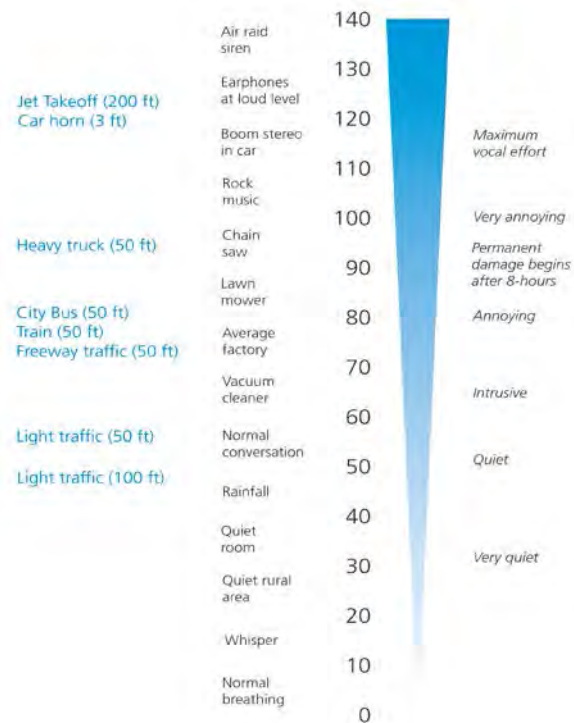 Jet Takeoff (200 ft)
Car horn (3 ft)
Heavy truck (50 ft)
City Bus (50 ft)
Train (50 ft)
Freeway traffic (50 ft)
Light traffic (50 ft)
Light traffic (100 ft)
Air raid
siren
Earphones
at loud level
Boom stereo
in car
Rock
music
Chain
saw
Lawn
mower
Average
factory
Vacuum
cleaner
Normal
conversation
Rainfall
Quiet
room
Quiet rural
area
Whisper
Normal
breathing
140
130
120
110
100
90
80
70
60
50
40
30
20
10
0
Maximum
vocal effort
Very annoying
Permanent
damage begins
after 8-hours
Annoying
Intrusive
Quiet
Very quiet